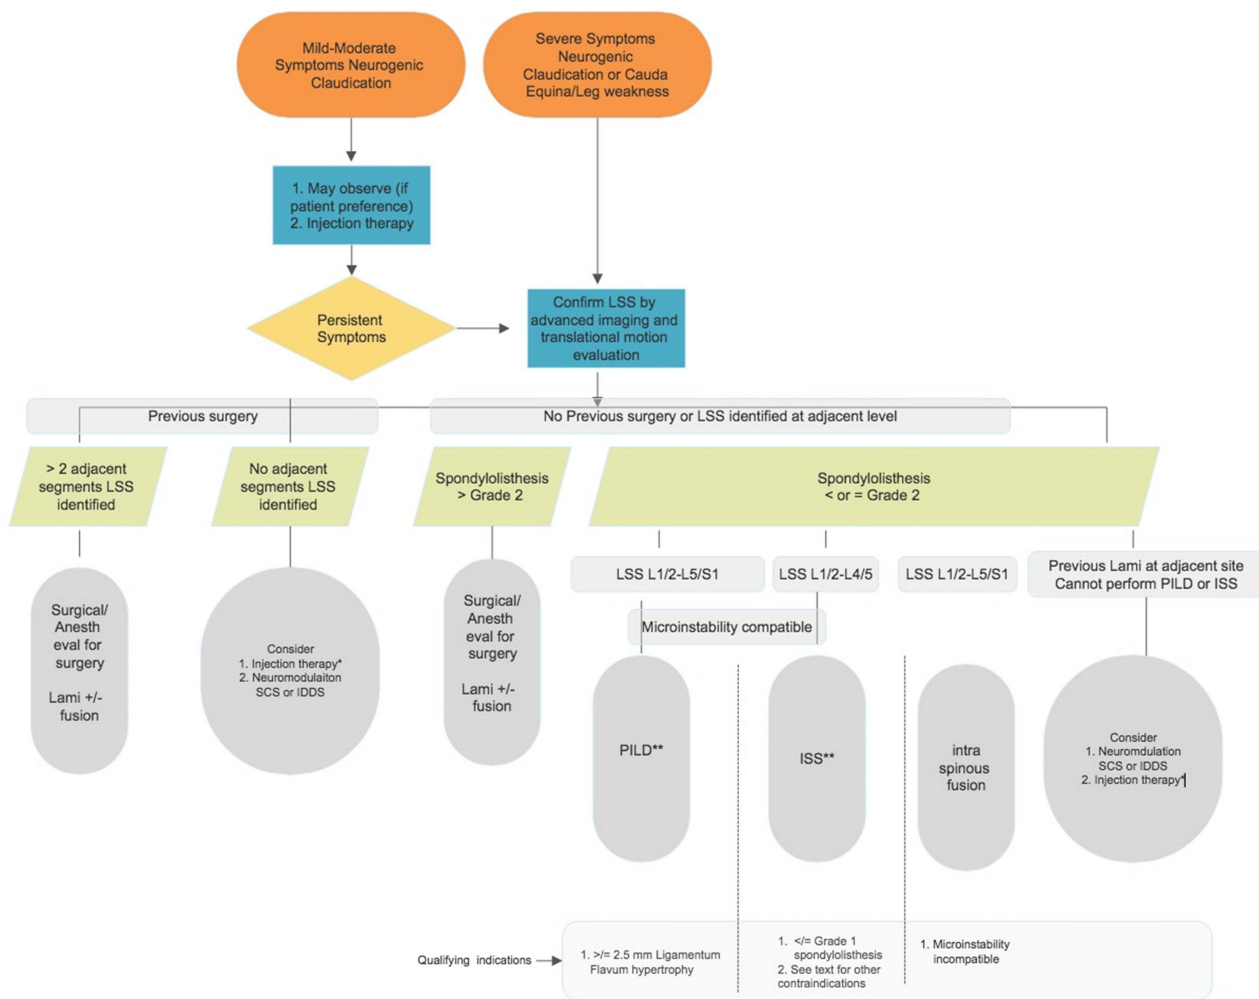 Mild-Moderate
Symptoms Neurogenic
Claudication
Severe Symptoms
Neurogenic
Claudication or Cauda
Equina/Leg weakness
1. May observe (if
patient preference)
2. Injection therapy
Persistent
Symptoms
Confirm LSS by
advanced imaging and
translational motion
evaluation
Previous surgery
No Previous surgery or LSS identified at adjacent level
> 2 adjacent
segments LSS
identified
No adjacent
segments LSS
identified
Spondylolisthesis
> Grade 2
Spondylolisthesis
< or = Grade 2
LSS L1/2-L5/S1
LSS L1/2-L4/5
LSS L1/2-L5/S1
Previous Lami at adjacent site
Cannot perform PILD or ISS
Microinstability compatible
Surgical/
Anesth
eval for
surgery
Lami +/-
fusion
Consider
1. Injection therapy*
2. Neuromodulaiton
SCS or IDDS
Surgical/
Anesth
eval for
surgery
Lami +/-
fusion
PILD**
ISS**
intra
spinous
fusion
Consider
1. Neuromdulation
SCS or IDDS
2. Injection therapy*
Qualifying indications
1. >/= 2.5 mm Ligamentum
Flavum hypertrophy
1. </= Grade 1
spondylolisthesis
2. See text for other
contraindications
1. Microinstability
incompatible